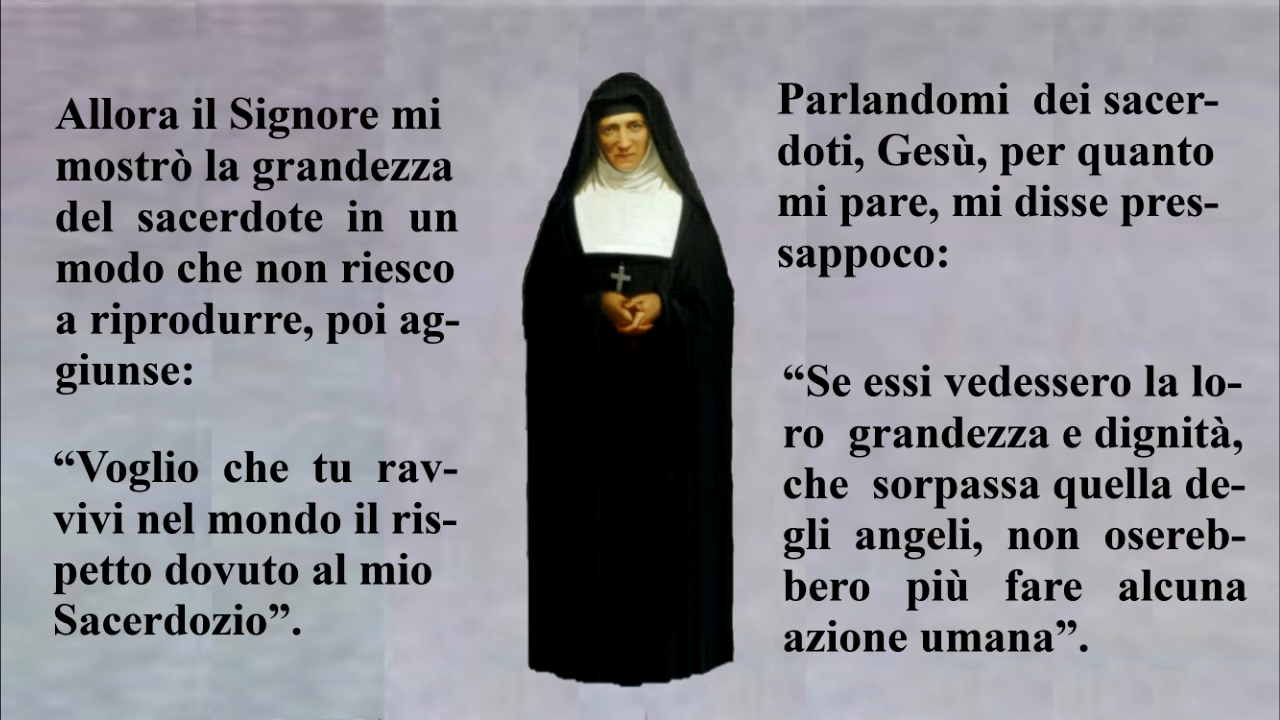 Allora il Signore mi
mostrò la grandezza
del sacerdote in un
modo che non riesco
a riprodurre, poi ag-
giunse:
“Voglio che tu rav-
vivi nel mondo il ris-
petto dovuto al mio
Sacerdozio”.
Parlandomi dei sacer-
doti, Gesù, per quanto
mi pare, mi disse pres-
sappoco:
“Se essi vedessero la lo-
ro grandezza e dignità,
che sorpassa quella de-
gli angeli, non osereb-
bero più fare alcuna
azione umana”.